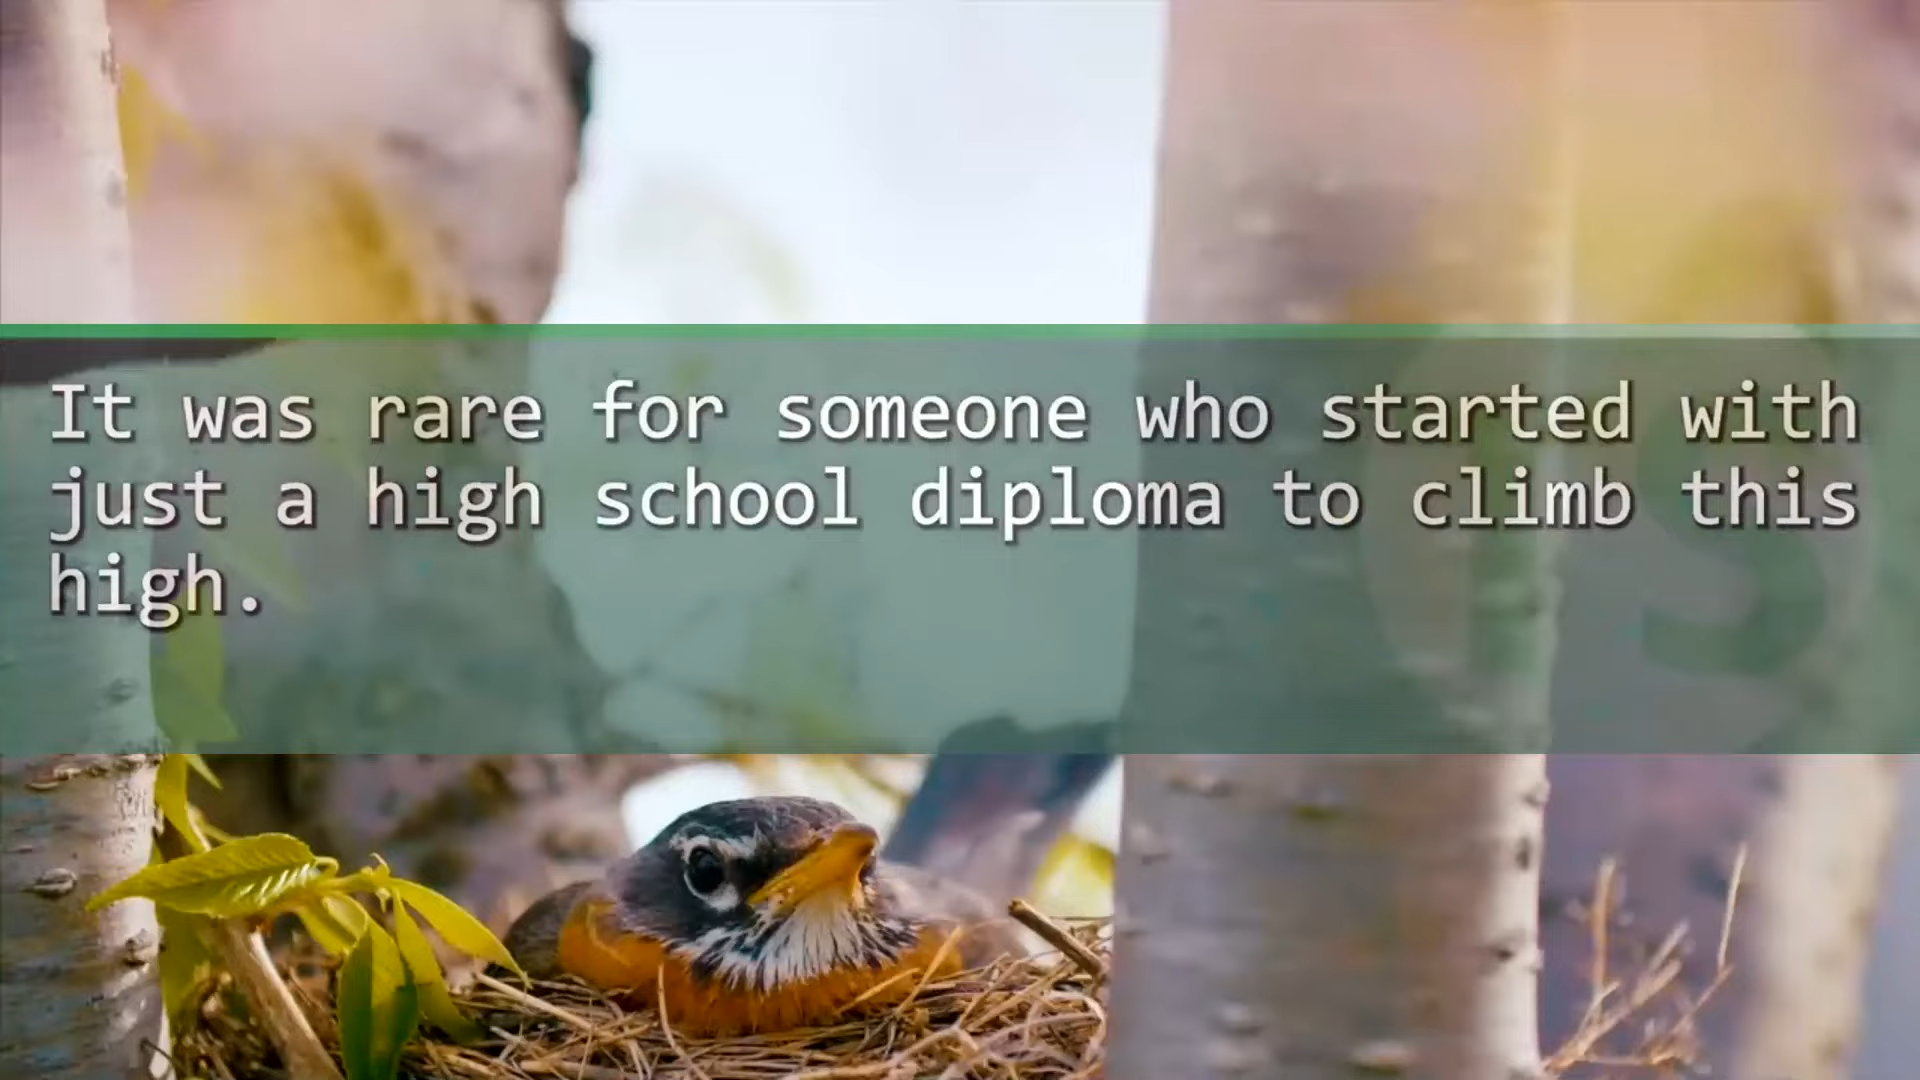 It was rare for someone who started with
just a high school diploma to climb this
high.